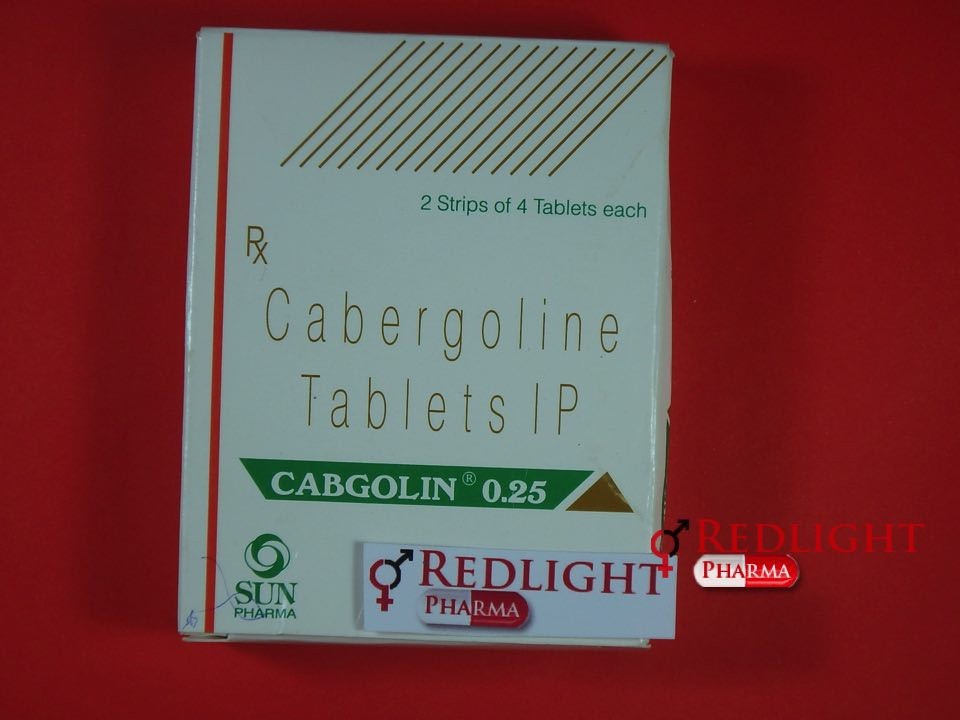 2 Strips of 4 Tablets each
Rx
Cabergoline
Tablets IP
CABGOLIN® 0.25
SUN
PHARMA
REDLIGHT
PHARMA
REDLIGHT
PHARMA